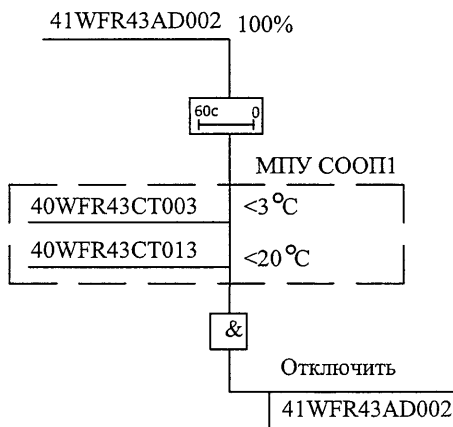 41WFR43AD002 100%
60с 0
МПУ СООП1
40WFR43CT003 <3°C
40WFR43CT013 <20°C
&
Отключить
41WFR43AD002